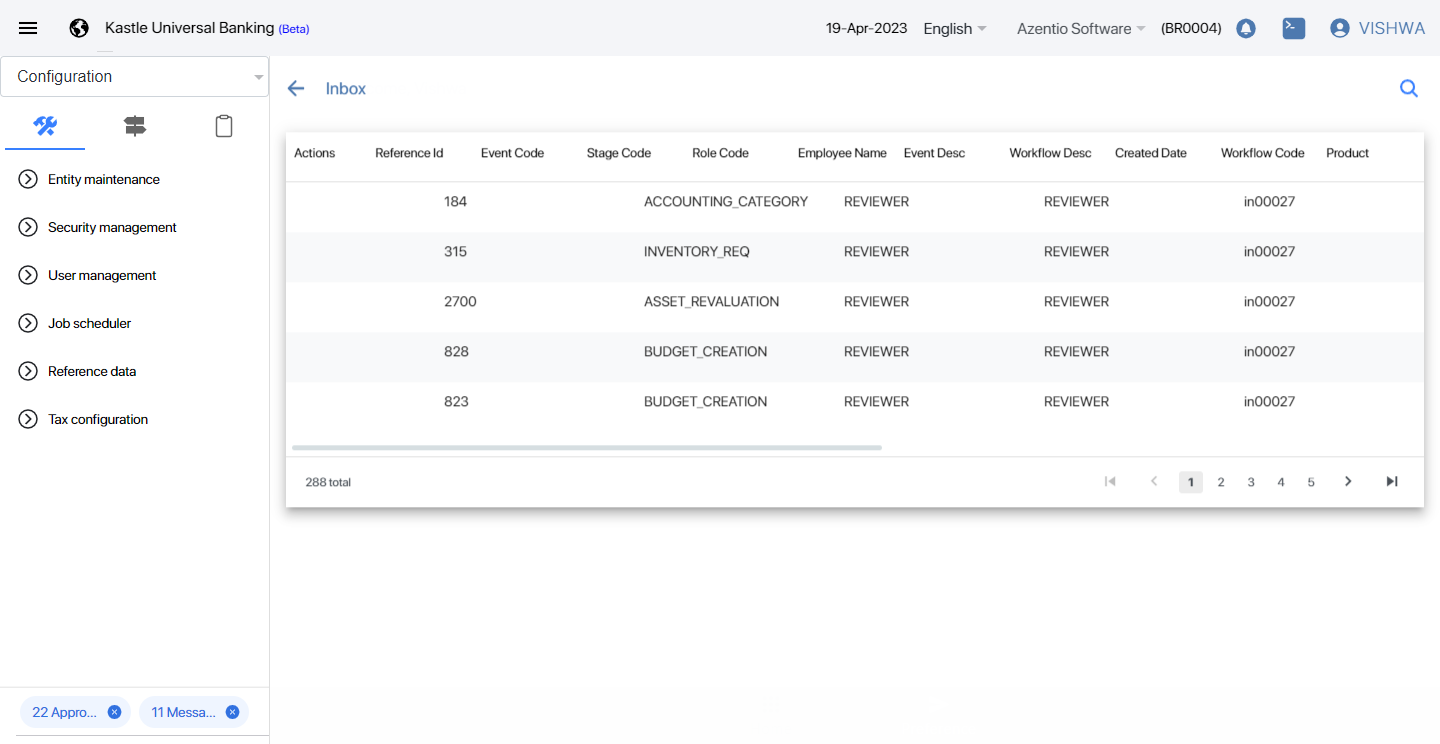 Kastle Universal Banking (Beta)
19-Apr-2023 English Azentio Software (BR0004) VISHWA
Configuration
Inbox
Entity maintenance
Security management
User management
Job scheduler
Reference data
Tax configuration
Actions Reference Id Event Code Stage Code Role Code Employee Name Event Desc Workflow Desc Created Date Workflow Code Product
184 ACCOUNTING_CATEGORY REVIEWER REVIEWER in00027
315 INVENTORY_REQ REVIEWER REVIEWER in00027
2700 ASSET_REVALUATION REVIEWER REVIEWER in00027
828 BUDGET_CREATION REVIEWER REVIEWER in00027
823 BUDGET_CREATION REVIEWER REVIEWER in00027
288 total 1 2 3 4 5
22 Appro... 11 Messa...